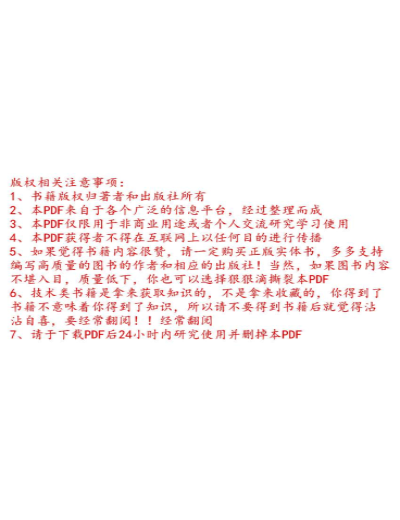 版权相关注意事项：
1、书籍版权归著者和出版社所有
2、本PDF来自于各个广泛的信息平台，经过整理而成
3、本PDF仅限用于非商业用途或者个人交流研究学习使用
4、本PDF获得者不得在互联网上以任何目的进行传播
5、如果觉得书籍内容很赞，请一定购买正版实体书，多多支持
编写高质量的图书的作者和相应的出版社！当然，如果图书内容
不堪入目，质量低下，你也可以选择狠狠滴撕裂本PDF
6、技术类书籍是拿来获取知识的，不是拿来收藏的，你得到了
书籍不意味着你得到了知识，所以请不要得到书籍后就觉得沾
沾自喜，要经常翻阅！！经常翻阅
7、请于下载PDF后24小时内研究使用并删掉本PDF